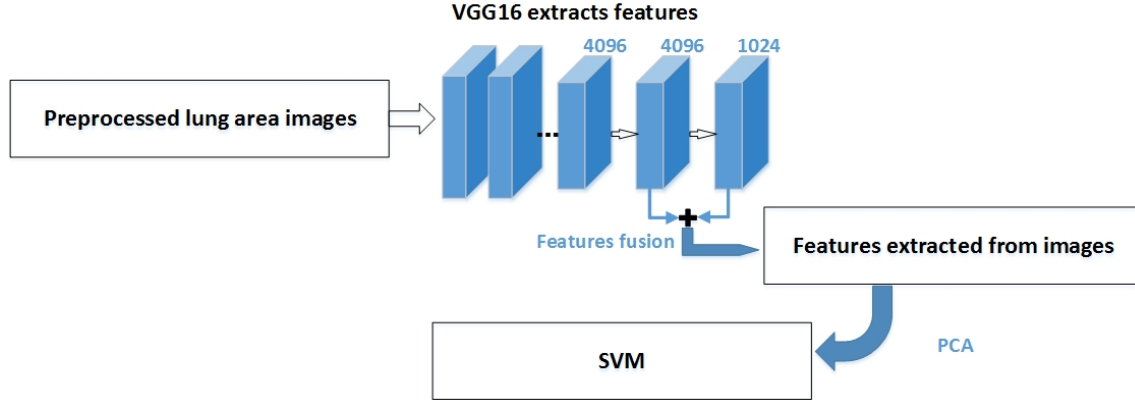 VGG16 extracts features
4096 4096 1024
Preprocessed lung area images
...
Features fusion
Features extracted from images
PCA
SVM